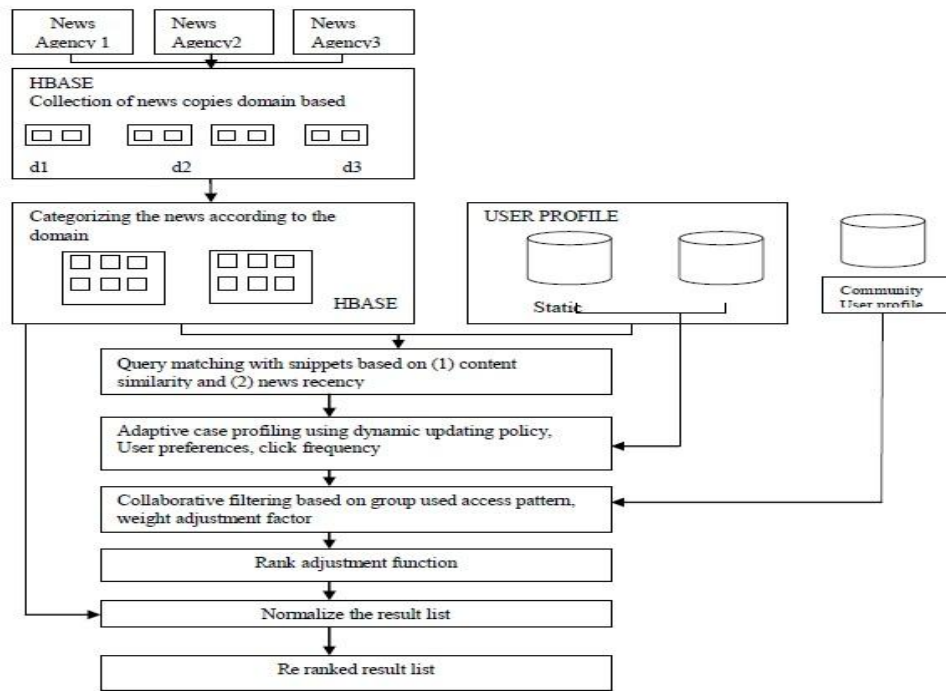 News
Agency 1
News
Agency2
News
Agency3
HBASE
Collection of news copies domain based
d1
d2
d3
Categorizing the news according to the
domain
HBASE
USER PROFILE
Static
Community
User profile
Query matching with snippets based on (1) content
similarity and (2) news recency
Adaptive case profiling using dynamic updating policy,
User preferences, click frequency
Collaborative filtering based on group used access pattern,
weight adjustment factor
Rank adjustment function
Normalize the result list
Re ranked result list